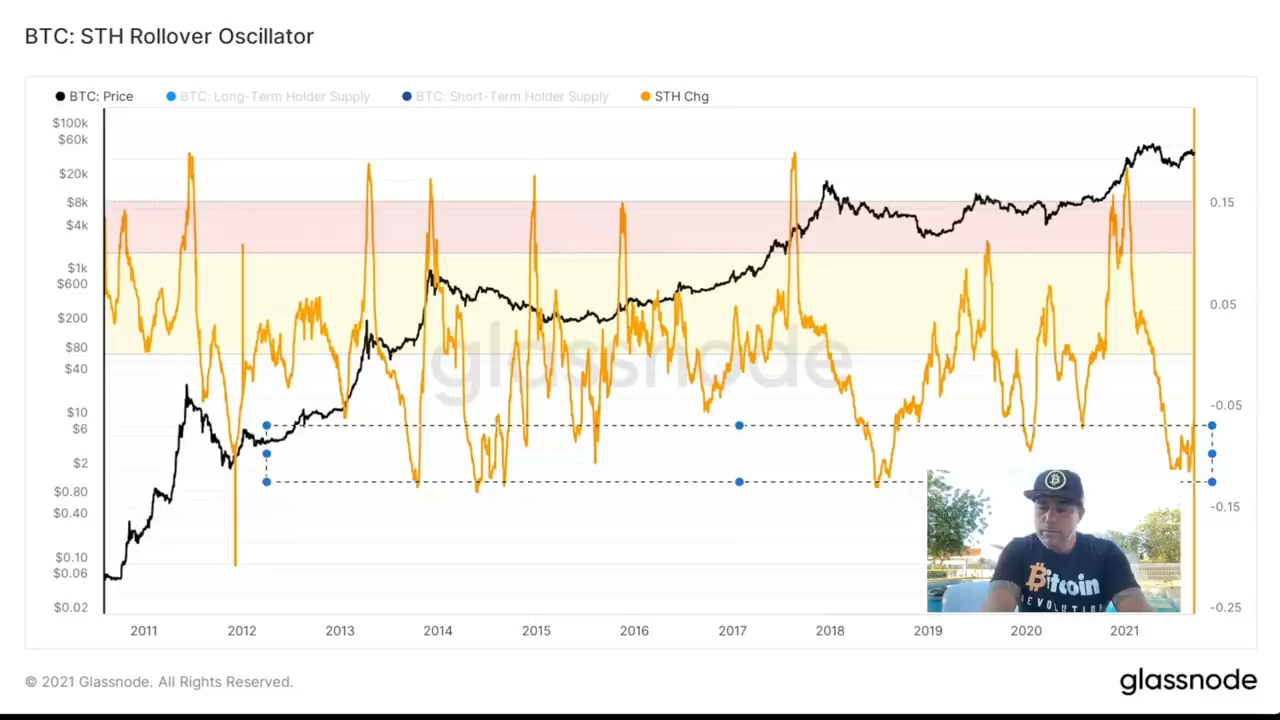 BTC: STH Rollover Oscillator
BTC: Price BTC: Long-Term Holder Supply BTC: Short-Term Holder Supply STH Chg
$100k
$60k
$20k
$8k
$4k
$1k
$600
$200
$80
$40
$10
$6
$2
$0.80
$0.40
$0.10
$0.06
$0.02
0.15
0.05
-0.05
-0.15
-0.25
glassnode
Bitcoin
REVOLUTION
2011 2012 2013 2014 2015 2016 2017 2018 2019 2020 2021
© 2021 Glassnode. All Rights Reserved.
glassnode